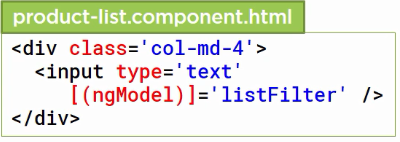 product-list.component.html
<div class='col-md-4'>
<input type='text'
[(ngModel)]='listFilter' />
</div>